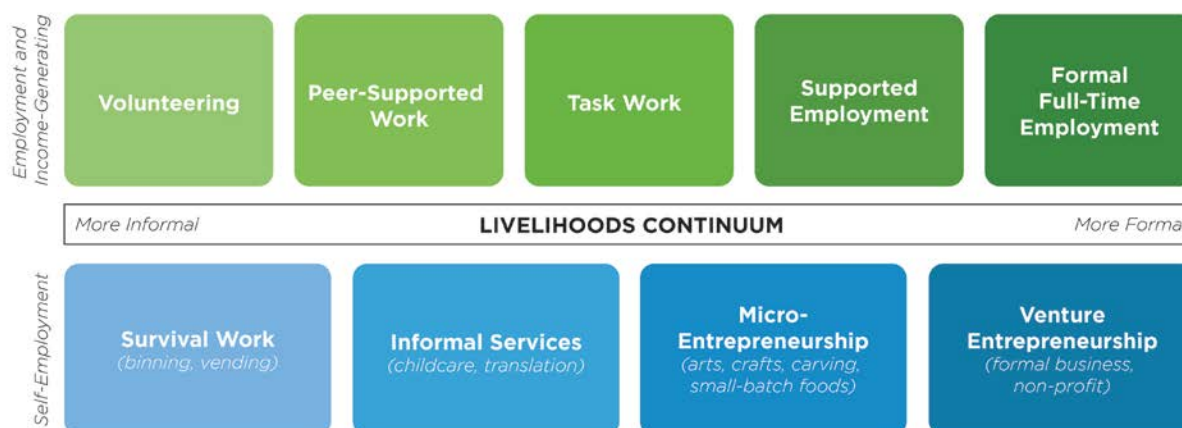 Employment and
Income-Generating
Volunteering
Peer-Supported
Work
Task Work
Supported
Employment
Formal
Full-Time
Employment
More Informal
LIVELIHOODS CONTINUUM
More Forma
Self-Employment
Survival Work
(binning, vending)
Informal Services
(childcare, translation)
Micro-
Entrepreneurship
(arts, crafts, carving,
small-batch foods)
Venture
Entrepreneurship
(formal business,
non-profit)